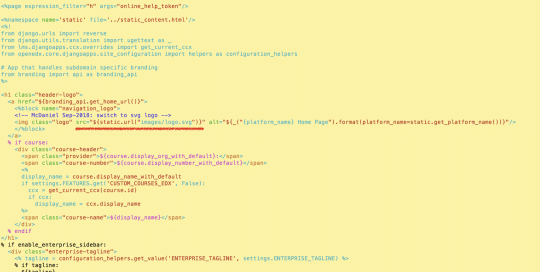 <%page expression_filter="h" args="online_help_token"/>
<%namespace name='static' file='../static_content.html'/>
<%!
from django.urls import reverse
from django.utils.translation import ugettext as _
from lms.djangoapps.ccx.overrides import get_current_ccx
from openedx.core.djangoapps.site_configuration import helpers as configuration_helpers
# App that handles subdomain specific branding
from branding import api as branding_api
%>
<h1 class="header-logo">
<a href="${branding_api.get_home_url()}">
<%block name="navigation_logo">
<!-- McDaniel Sep-2018: switch to svg logo -->
<img class="logo" src="${static.url("images/logo.svg")}" alt="${_("{platform_name} Home Page").format(platform_name=static.get_platform_name())}"/>
</%block>
</a>
% if course:
<div class="course-header">
<span class="provider">${course.display_org_with_default}:</span>
<span class="course-number">${course.display_number_with_default}</span>
<%
display_name = course.display_name_with_default
if settings.FEATURES.get('CUSTOM_COURSES_EDX', False):
ccx = get_current_ccx(course.id)
if ccx:
display_name = ccx.display_name
%>
<span class="course-name">${display_name}</span>
</div>
% endif
</h1>
% if enable_enterprise_sidebar:
<div class="enterprise-tagline">
<% tagline = configuration_helpers.get_value('ENTERPRISE_TAGLINE', settings.ENTERPRISE_TAGLINE) %>
% if tagline:
${tagline}